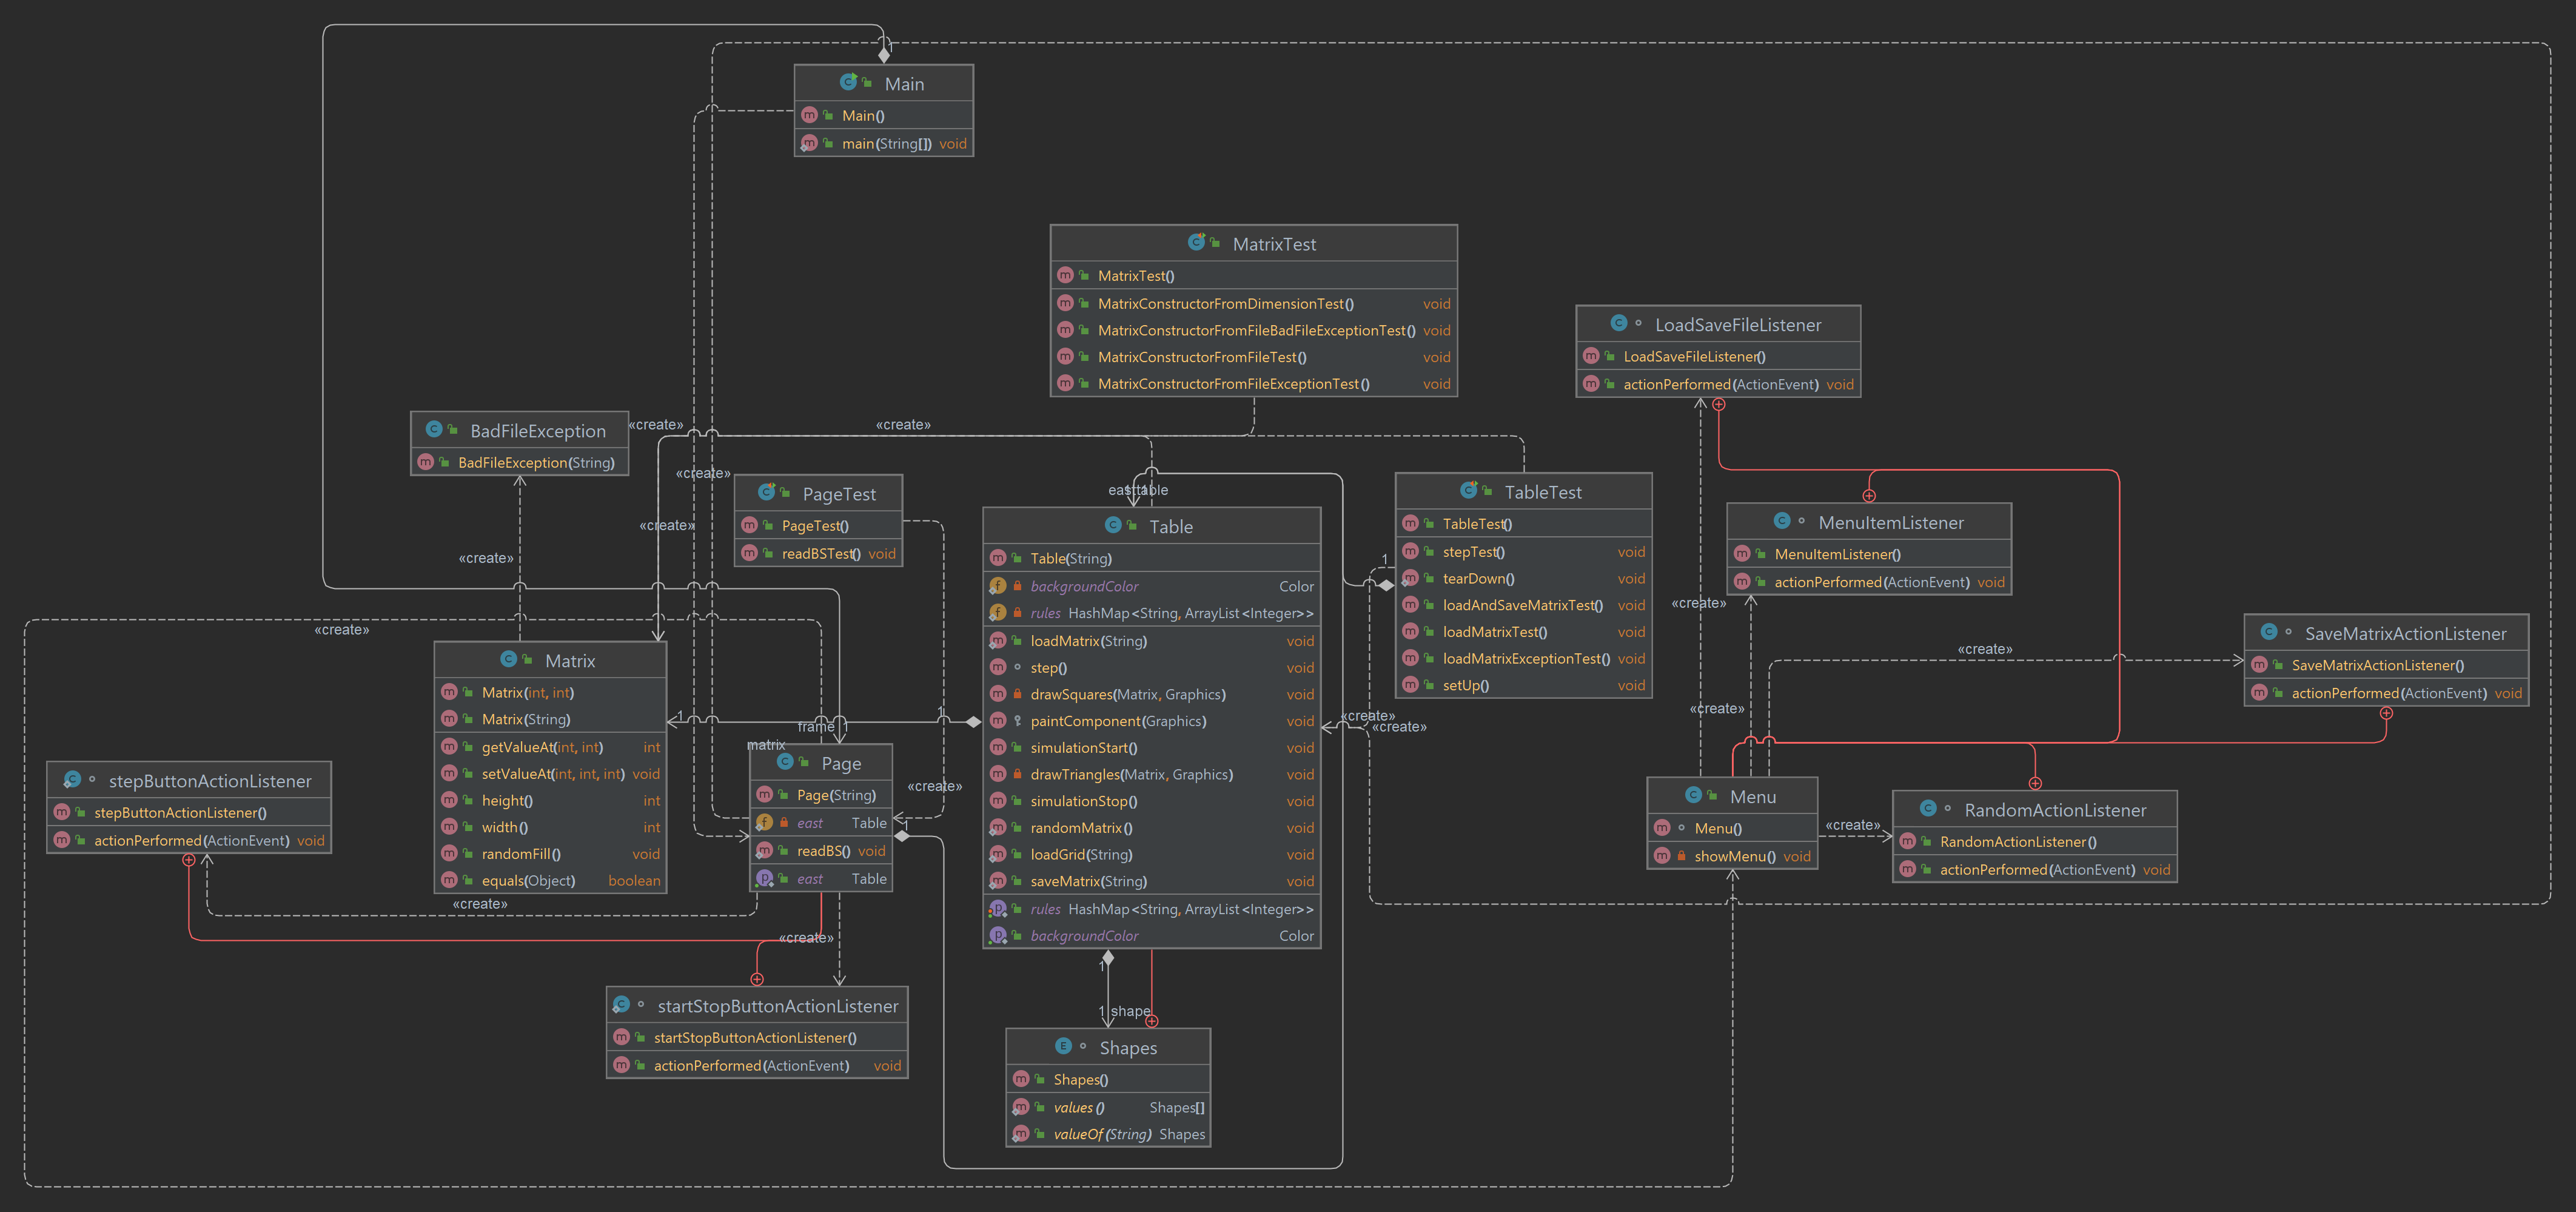 Main
Main()
main(String[]) void
MatrixTest
MatrixTest()
MatrixConstructorFromDimensionTest() void
MatrixConstructorFromFileBadFileExceptionTest() void
MatrixConstructorFromFileTest() void
MatrixConstructorFromFileExceptionTest() void
LoadSaveFileListener
LoadSaveFileListener()
actionPerformed(ActionEvent) void
BadFileException
BadFileException(String)
«create»
«create»
«create»
«create»
«create»
PageTest
PageTest()
readBSTest() void
east
table
1
Table
Table(String)
backgroundColor Color
rules HashMap<String, ArrayList<Integer>>
loadMatrix(String) void
step() void
drawSquares(Matrix, Graphics) void
paintComponent(Graphics) void
simulationStart() void
drawTriangles(Matrix, Graphics) void
simulationStop() void
randomMatrix() void
loadGrid(String) void
saveMatrix(String) void
rules HashMap<String, ArrayList<Integer>>
backgroundColor Color
TableTest
TableTest()
stepTest() void
tearDown() void
loadAndSaveMatrixTest() void
loadMatrixTest() void
loadMatrixExceptionTest() void
setUp() void
1
MenuItemListener
MenuItemListener()
actionPerformed(ActionEvent) void
«create»
«create»
«create»
SaveMatrixActionListener
SaveMatrixActionListener()
actionPerformed(ActionEvent) void
«create»
Matrix
Matrix(int, int)
Matrix(String)
getValueAt(int, int) int
setValueAt(int, int, int) void
height() int
width() int
randomFill() void
equals(Object) boolean
1
1
frame 1
matrix
«create»
«create»
«create»
Page
Page(String)
east Table
readBS() void
east Table
1
stepButtonActionListener
stepButtonActionListener()
actionPerformed(ActionEvent) void
«create»
«create»
Menu
Menu()
showMenu() void
«create»
RandomActionListener
RandomActionListener()
actionPerformed(ActionEvent) void
startStopButtonActionListener
startStopButtonActionListener()
actionPerformed(ActionEvent) void
1
1 shape
Shapes
Shapes()
values() Shapes[]
valueOf(String) Shapes